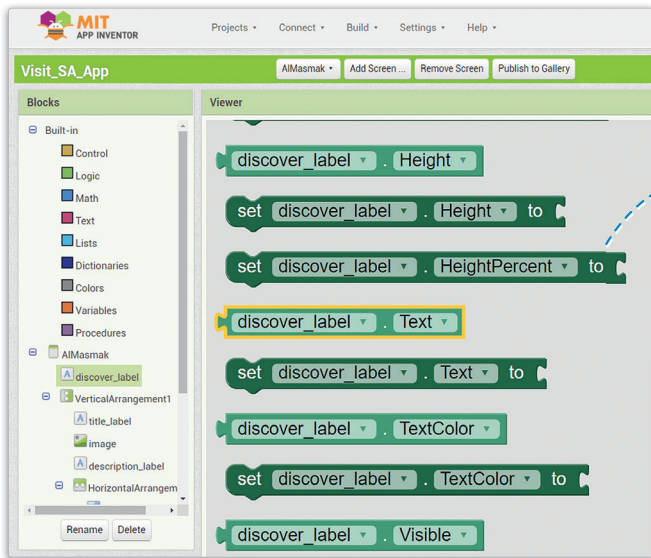 MIT
APP INVENTOR
Projects Connect Build Settings Help
Visit_SA_App
AlMasmak Add Screen ... Remove Screen Publish to Gallery
Blocks
Viewer
Built-in
Control
Logic
Math
Text
Lists
Dictionaries
Colors
Variables
Procedures
AlMasmak
discover_label
VerticalArrangement1
title_label
image
description_label
HorizontalArrangem
Rename Delete
discover_label . Height
set discover_label . Height to
set discover_label . HeightPercent to
discover_label . Text
set discover_label . Text to
discover_label . TextColor
set discover_label . TextColor to
discover_label . Visible